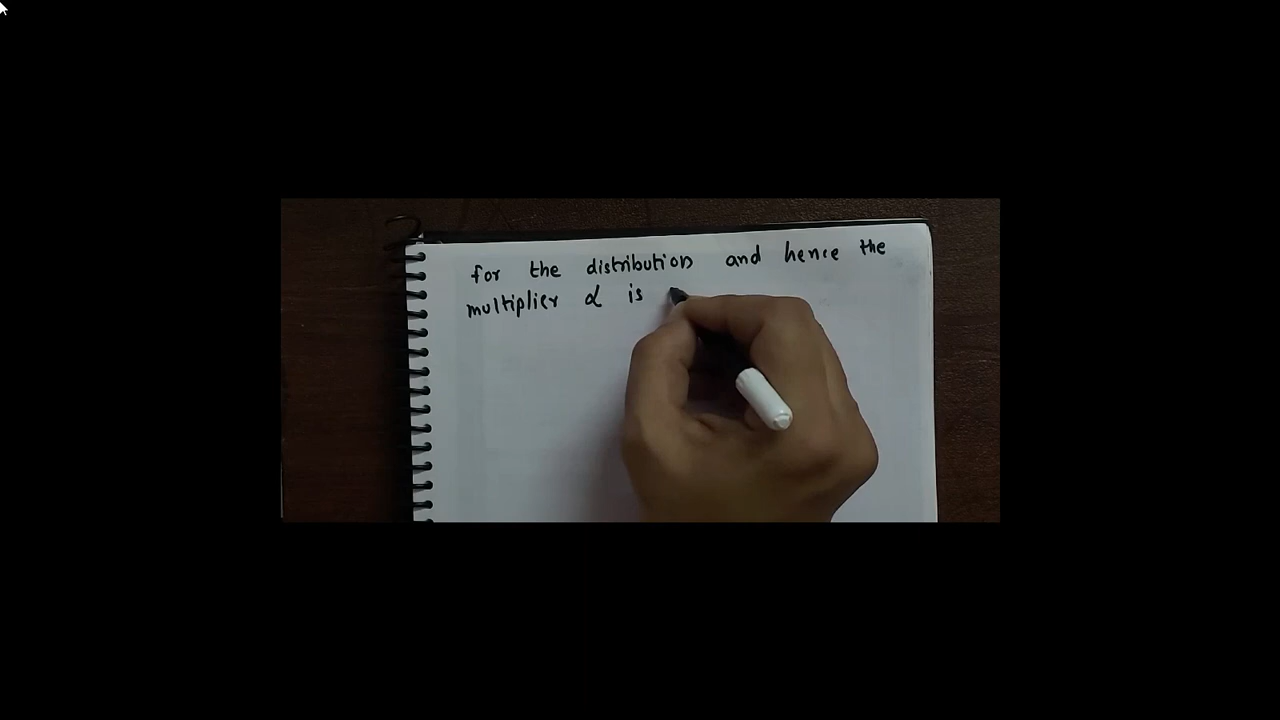 for the distribution and hence the
multiplier α is